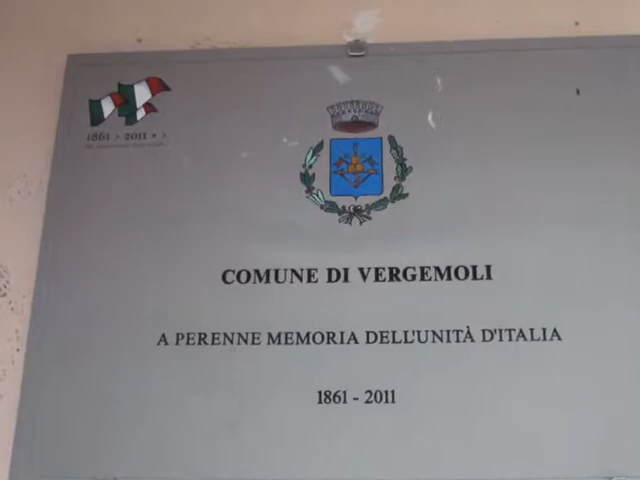 1861 > 2011 > >
COMUNE DI VERGEMOLI
A PERENNE MEMORIA DELL'UNITÀ D'ITALIA
1861 - 2011